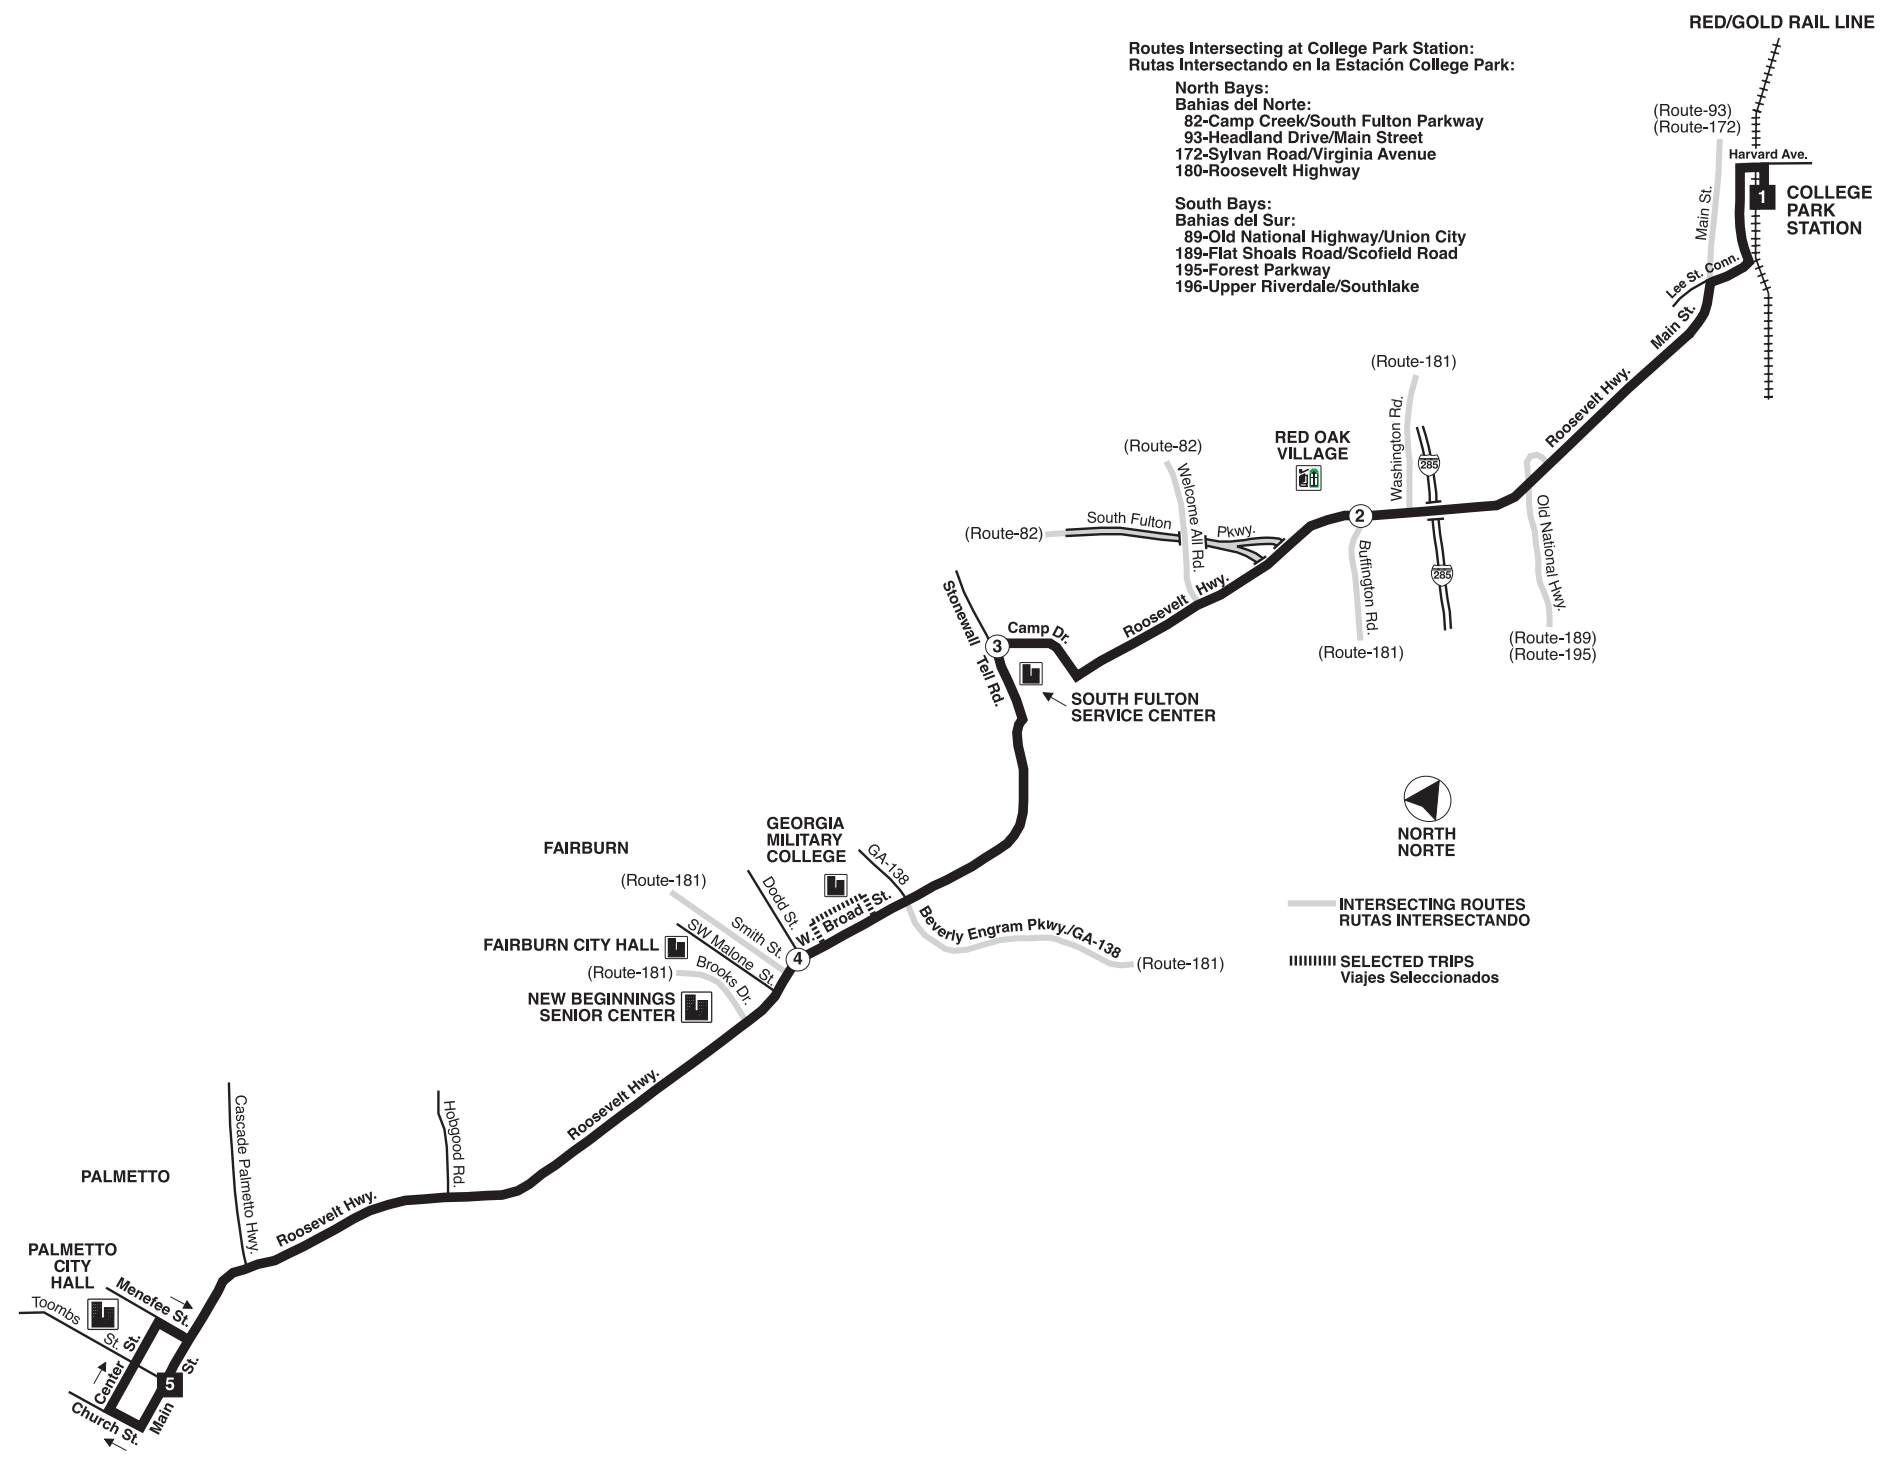 RED/GOLD RAIL LINE
Routes Intersecting at College Park Station:
Rutas Intersectando en la Estación College Park:
North Bays:
Bahias del Norte:
82-Camp Creek/South Fulton Parkway
93-Headland Drive/Main Street
172-Sylvan Road/Virginia Avenue
180-Roosevelt Highway
South Bays:
Bahias del Sur:
89-Old National Highway/Union City
189-Flat Shoals Road/Scofield Road
195-Forest Parkway
196-Upper Riverdale/Southlake
(Route-93)
(Route-172)
Harvard Ave.
1
COLLEGE
PARK
STATION
Main St.
Lee St. Conn.
Main St.
Roosevelt Hwy.
(Route-181)
Washington Rd.
285
285
RED OAK
VILLAGE
2
Old National Hwy.
(Route-189)
(Route-195)
Buffington Rd.
(Route-181)
(Route-82)
Welcome All Rd.
(Route-82)
South Fulton
Pkwy.
Roosevelt Hwy.
Stonewall
Tell Rd.
3
Camp Dr.
SOUTH FULTON
SERVICE CENTER
NORTH
NORTE
INTERSECTING ROUTES
RUTAS INTERSECTANDO
SELECTED TRIPS
Viajes Seleccionados
GEORGIA
MILITARY
COLLEGE
GA-138
Beverly Engram Pkwy./GA-138
(Route-181)
FAIRBURN
(Route-181)
Dodd St.
W. Broad St.
Smith St.
SW Malone St.
4
FAIRBURN CITY HALL
(Route-181)
Brooks Dr.
NEW BEGINNINGS
SENIOR CENTER
Roosevelt Hwy.
Hobgood Rd.
Cascade Palmetto Hwy.
PALMETTO
Roosevelt Hwy.
PALMETTO
CITY
HALL
Menefee St.
Toombs St.
Center St.
5
Main St.
Church St.